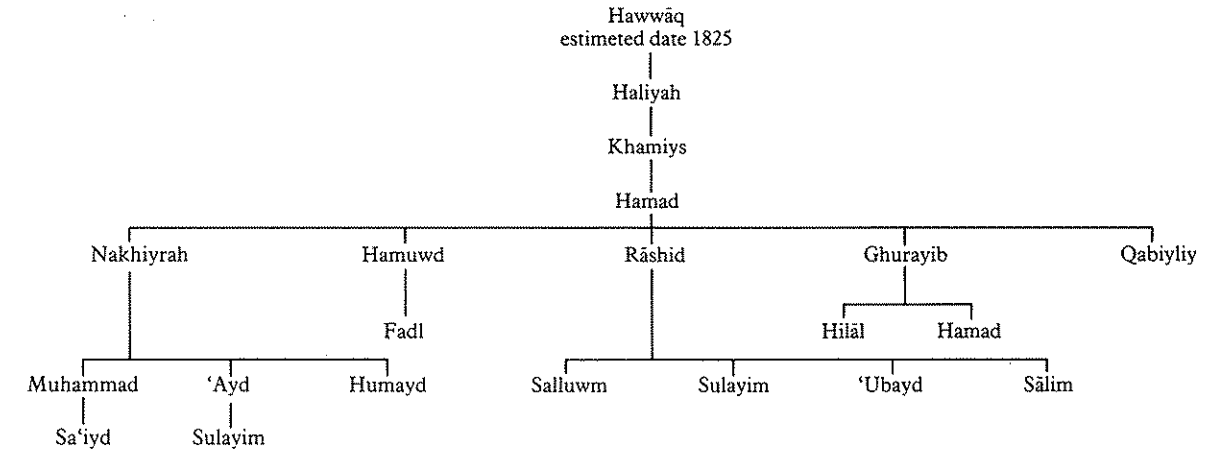 Hawwāq
estimeted date 1825
Haliyah
Khamiys
Hamad
Nakhiyrah Hamuwd Rāshid Ghurayib Qabiyliy
Fadl Hilāl Hamad
Muhammad ‘Ayd Humayd Salluwm Sulayim ‘Ubayd Sālim
Sa‘iyd Sulayim